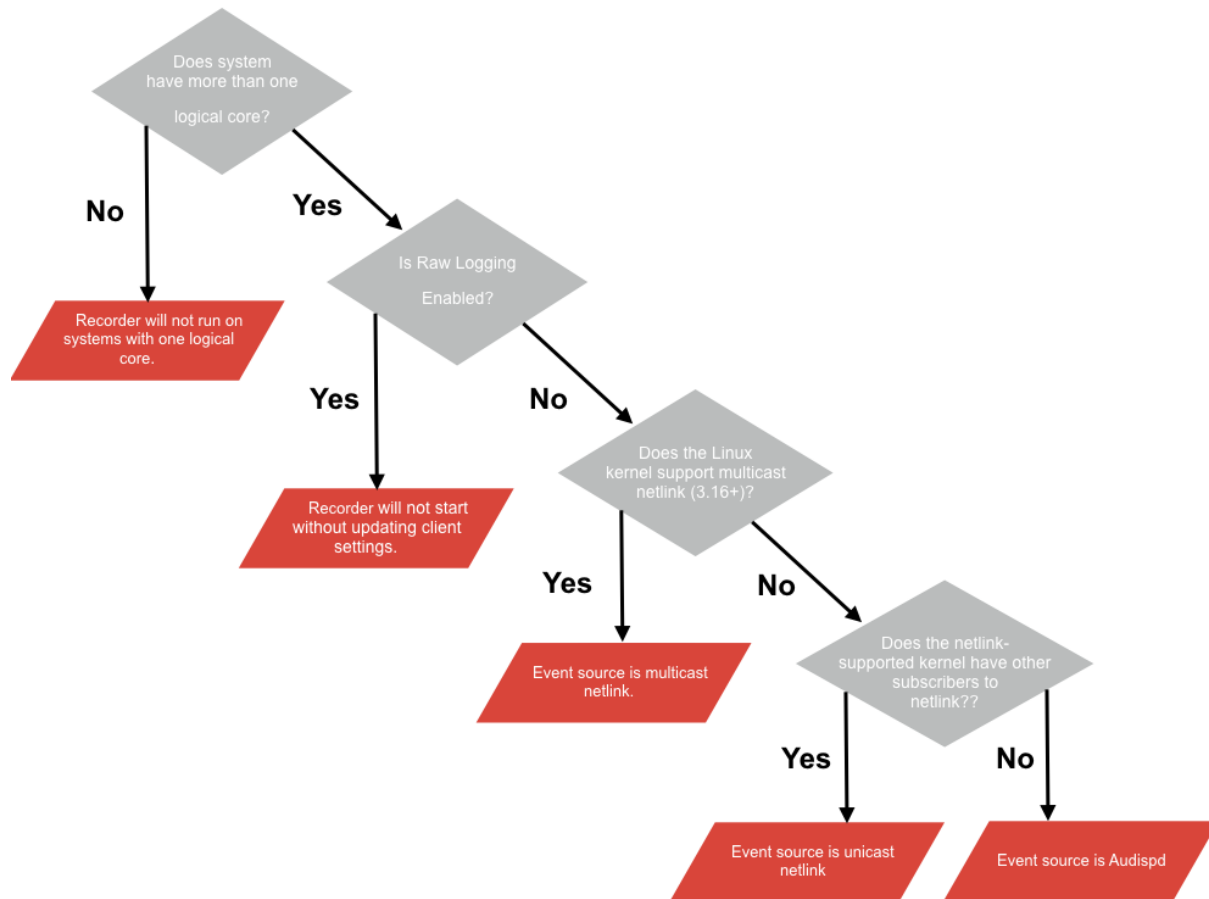 Does system
have more than one
logical core?
No
Yes
Recorder will not run on
systems with one logical
core.
Is Raw Logging
Enabled?
Yes
No
Recorder will not start
without updating client
settings.
Does the Linux
kernel support multicast
netlink (3.16+)?
Yes
No
Event source is multicast
netlink.
Does the netlink-
supported kernel have other
subscribers to
netlink??
Yes
No
Event source is unicast
netlink
Event source is Audispd